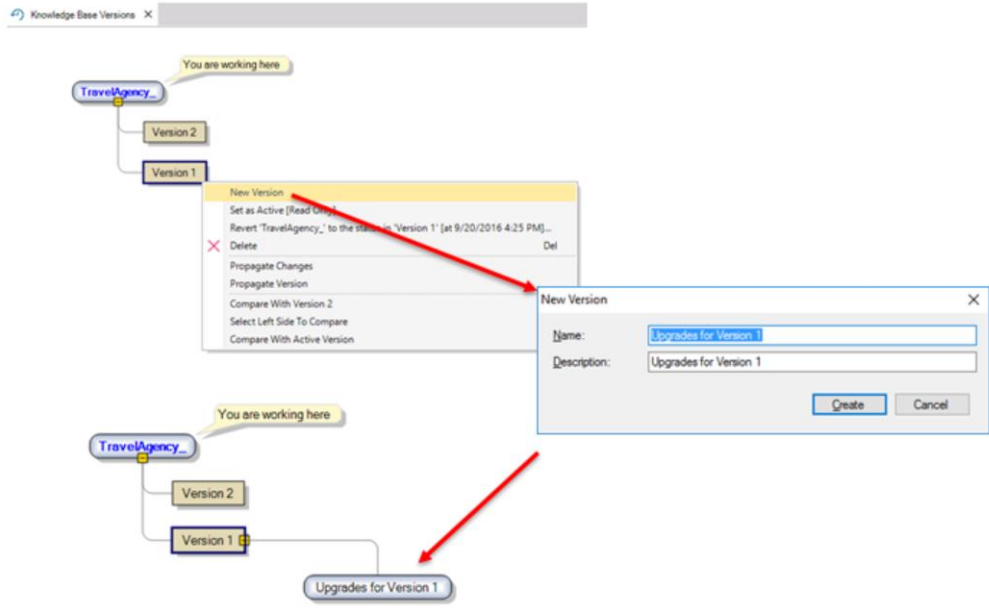 Knowledge Base Versions
You are working here
TravelAgency_
Version 2
Version 1
New Version
Set as Active [Read Only]
Revert 'TravelAgency_' to the status in 'Version 1' [at 9/20/2016 4:25 PM]...
Delete Del
Propagate Changes
Propagate Version
Compare With Version 2
Select Left Side To Compare
Compare With Active Version
New Version
Name: Upgrades for Version 1
Description: Upgrades for Version 1
Create Cancel
You are working here
TravelAgency_
Version 2
Version 1
Upgrades for Version 1